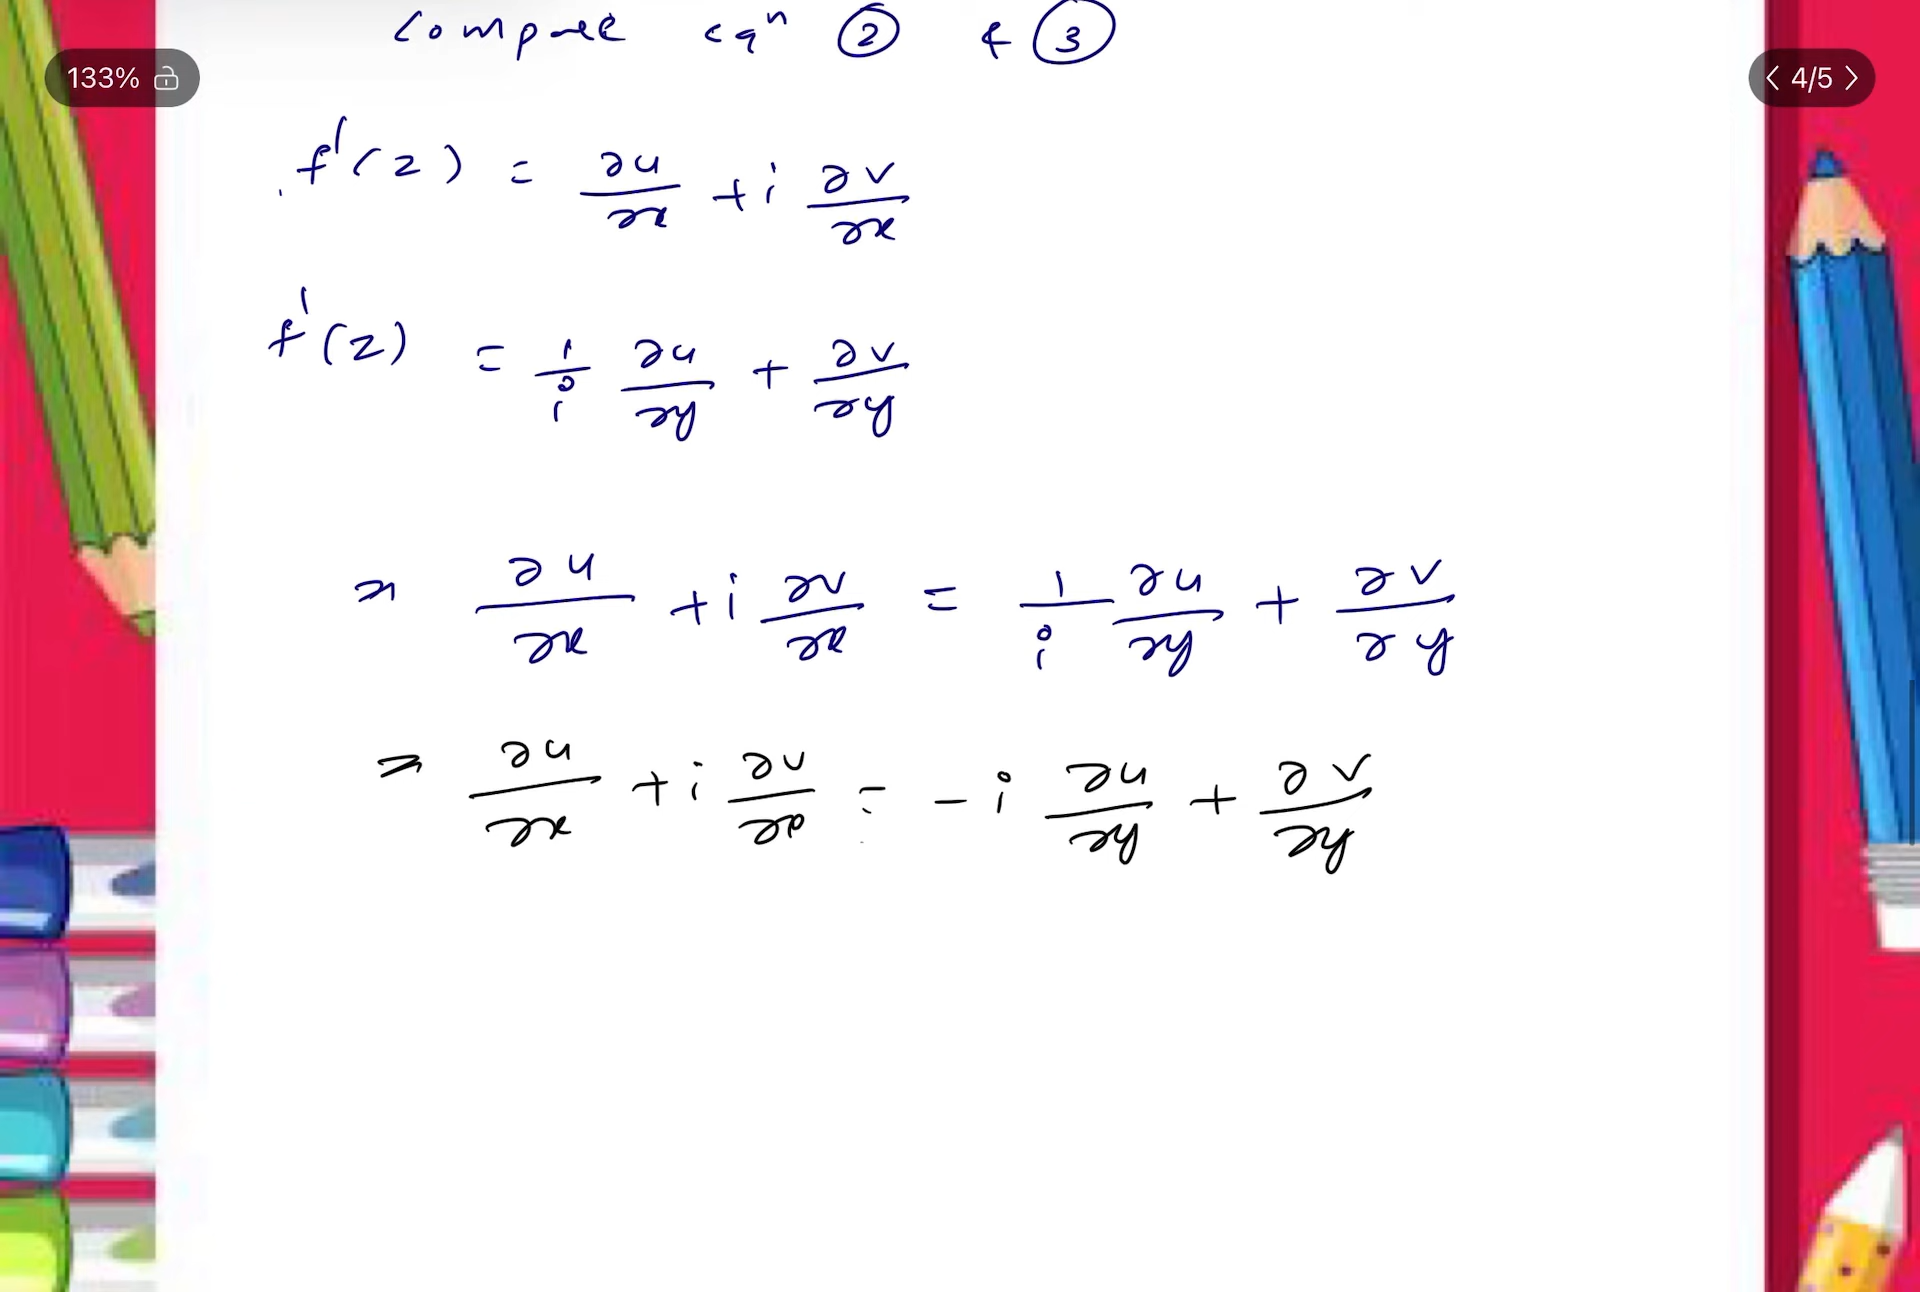 compare eqⁿ ② & ③
133%
< 4/5 >
f'(z) = ∂u/∂x + i ∂v/∂x
f'(z) = 1/i ∂u/∂y + ∂v/∂y
⇒ ∂u/∂x + i ∂v/∂x = 1/i ∂u/∂y + ∂v/∂y
⇒ ∂u/∂x + i ∂v/∂x = - i ∂u/∂y + ∂v/∂y